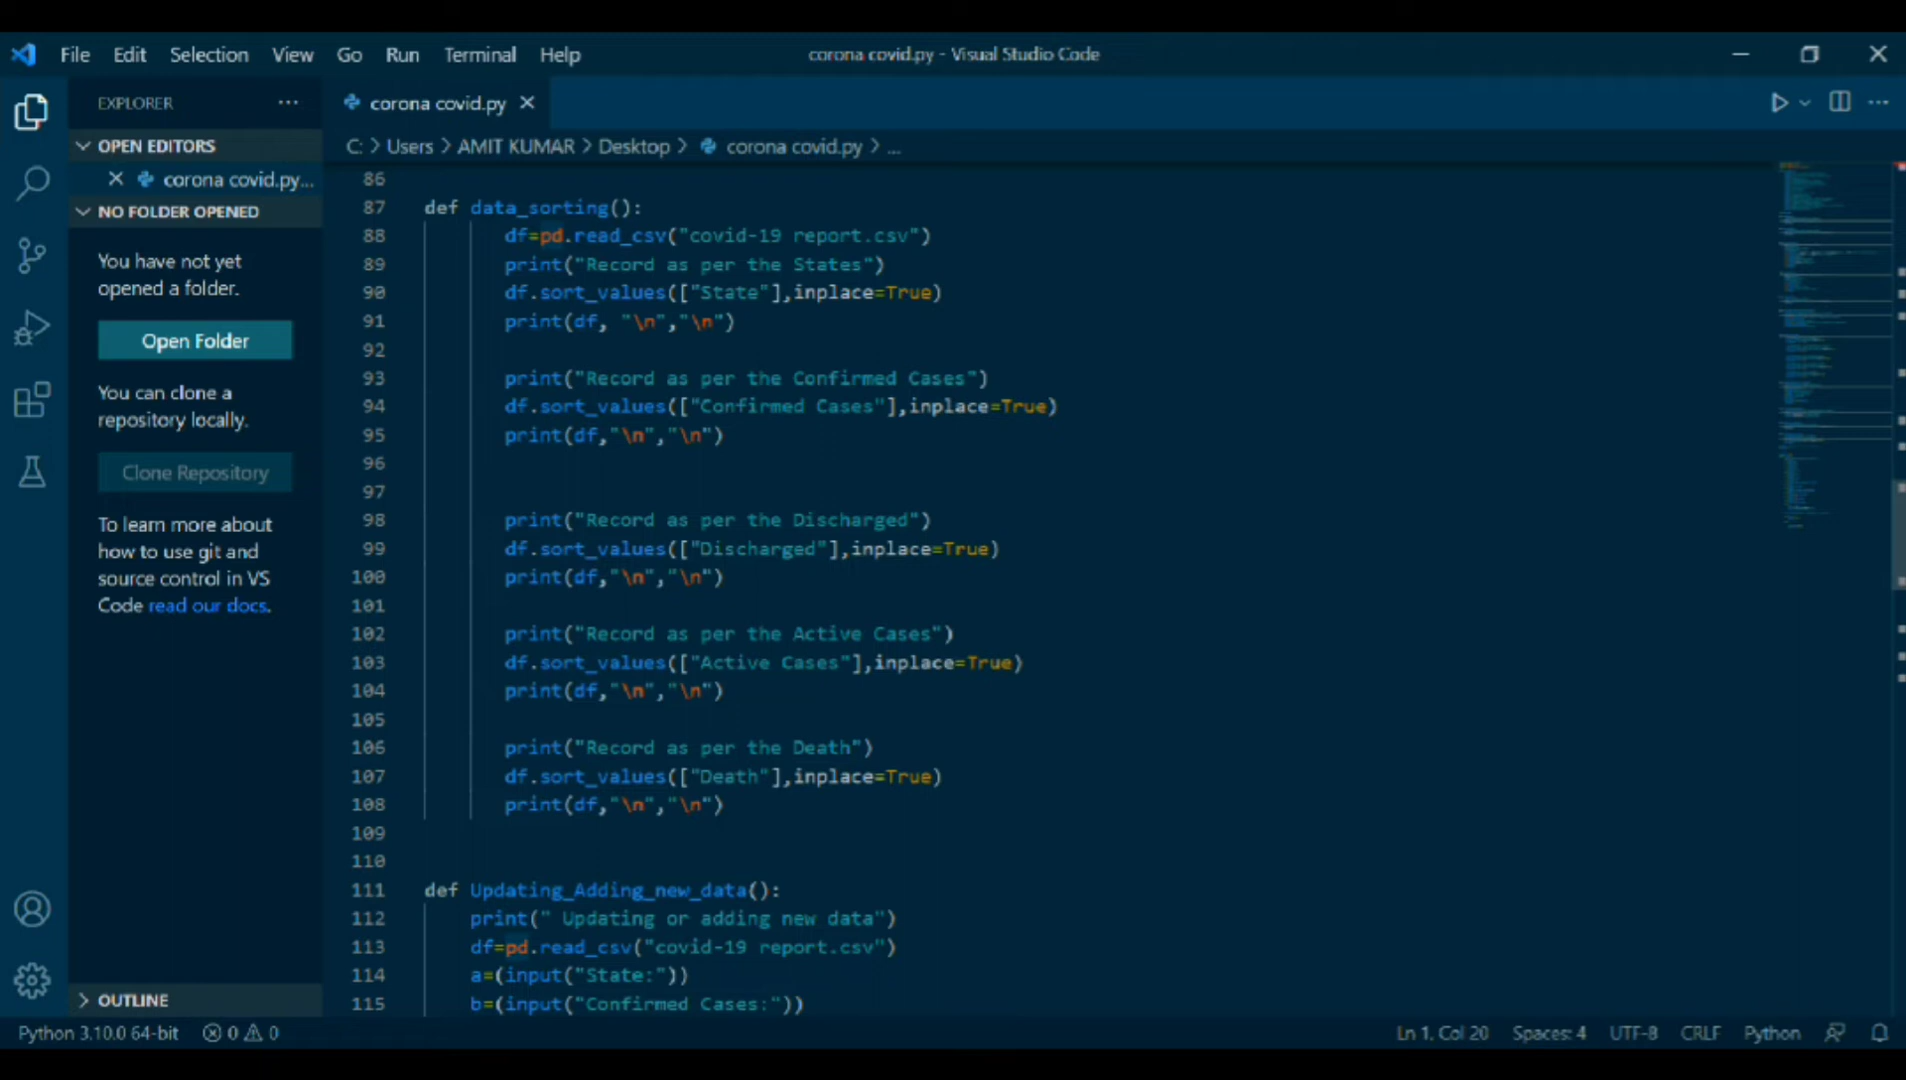 File Edit Selection View Go Run Terminal Help
corona covid.py - Visual Studio Code
EXPLORER ...
corona covid.py
OPEN EDITORS
corona covid.py...
NO FOLDER OPENED
You have not yet
opened a folder.
Open Folder
You can clone a
repository locally.
Clone Repository
To learn more about
how to use git and
source control in VS
Code read our docs.
OUTLINE
C: > Users > AMIT KUMAR > Desktop > corona covid.py > ...
86
87 def data_sorting():
88 df=pd.read_csv("covid-19 report.csv")
89 print("Record as per the States")
90 df.sort_values(["State"],inplace=True)
91 print(df, "\n","\n")
92
93 print("Record as per the Confirmed Cases")
94 df.sort_values(["Confirmed Cases"],inplace=True)
95 print(df,"\n","\n")
96
97
98 print("Record as per the Discharged")
99 df.sort_values(["Discharged"],inplace=True)
100 print(df,"\n","\n")
101
102 print("Record as per the Active Cases")
103 df.sort_values(["Active Cases"],inplace=True)
104 print(df,"\n","\n")
105
106 print("Record as per the Death")
107 df.sort_values(["Death"],inplace=True)
108 print(df,"\n","\n")
109
110
111 def Updating_Adding_new_data():
112 print(" Updating or adding new data")
113 df=pd.read_csv("covid-19 report.csv")
114 a=(input("State:"))
115 b=(input("Confirmed Cases:"))
Python 3.10.0 64-bit 0 0
Ln 1, Col 20 Spaces: 4 UTF-8 CRLF Python